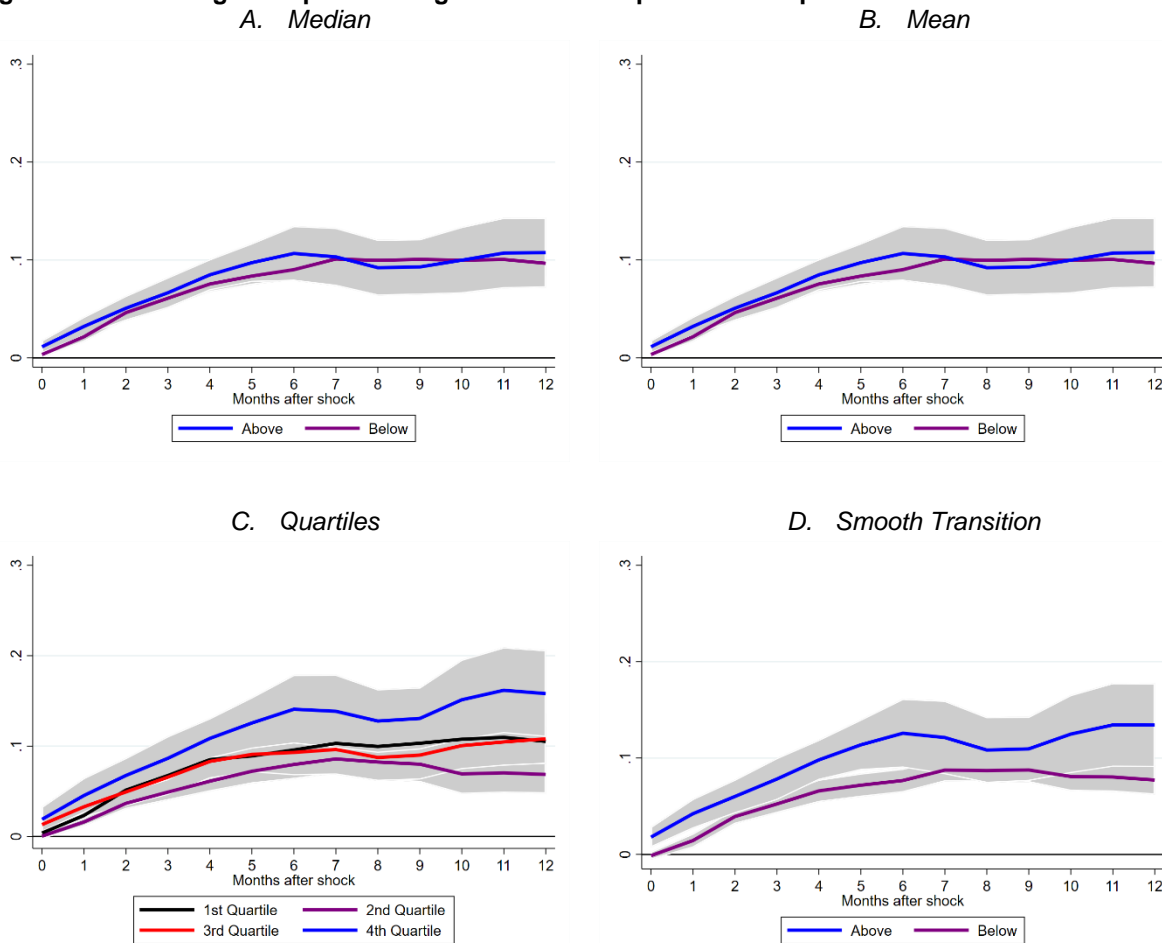 A. Median
B. Mean
.3
.2
.1
0
0 1 2 3 4 5 6 7 8 9 10 11 12
Months after shock
Above Below
.3
.2
.1
0
0 1 2 3 4 5 6 7 8 9 10 11 12
Months after shock
Above Below
C. Quartiles
D. Smooth Transition
.3
.2
.1
0
0 1 2 3 4 5 6 7 8 9 10 11 12
Months after shock
1st Quartile 2nd Quartile
3rd Quartile 4th Quartile
.3
.2
.1
0
0 1 2 3 4 5 6 7 8 9 10 11 12
Months after shock
Above Below